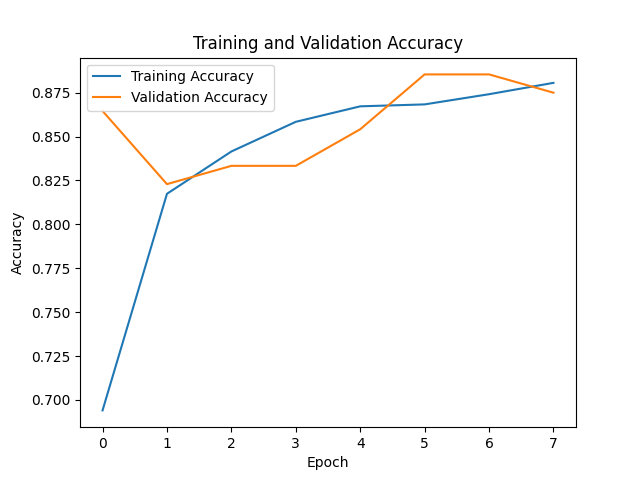 Training and Validation Accuracy
Training Accuracy
Validation Accuracy
0.875
0.850
0.825
0.800
0.775
0.750
0.725
0.700
Accuracy
0 1 2 3 4 5 6 7
Epoch